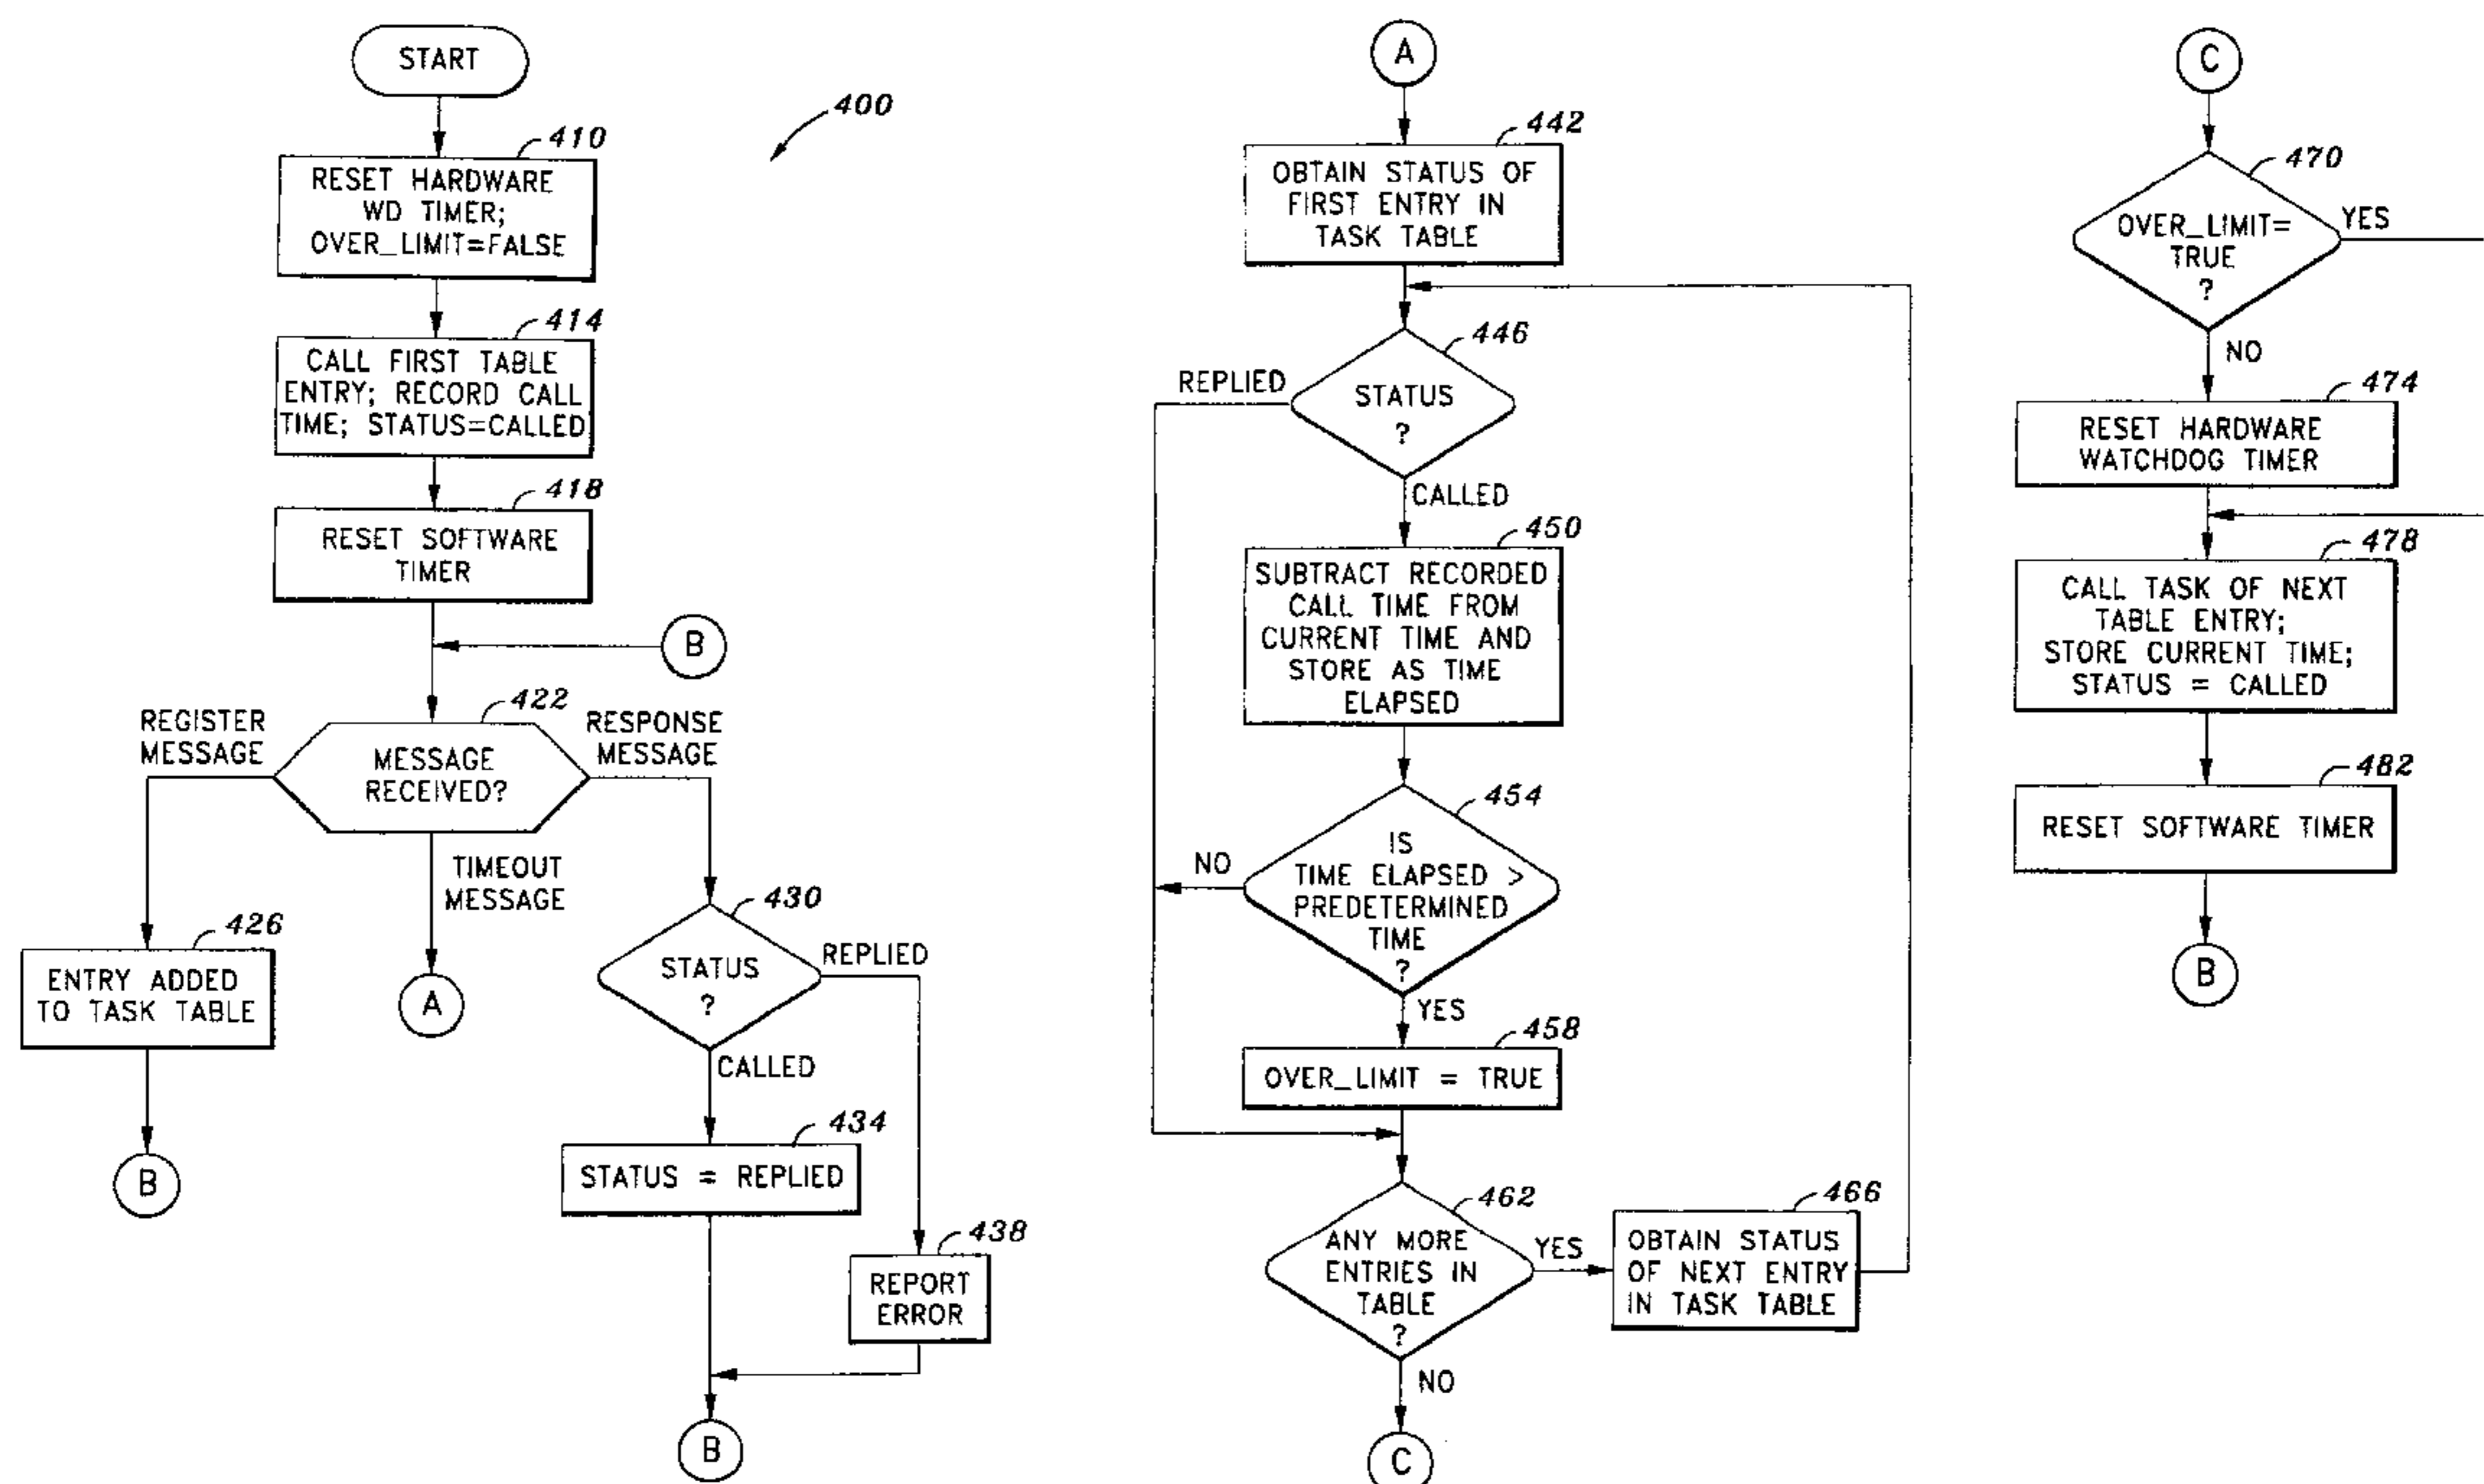 START
400
410
RESET HARDWARE
WD TIMER;
OVER_LIMIT=FALSE
414
CALL FIRST TABLE
ENTRY; RECORD CALL
TIME; STATUS=CALLED
418
RESET SOFTWARE
TIMER
B
422
REGISTER
MESSAGE
MESSAGE
RECEIVED?
RESPONSE
MESSAGE
TIMEOUT
MESSAGE
426
ENTRY ADDED
TO TASK TABLE
B
A
430
STATUS
?
REPLIED
CALLED
434
STATUS = REPLIED
438
REPORT
ERROR
B
A
442
OBTAIN STATUS OF
FIRST ENTRY IN
TASK TABLE
446
REPLIED
STATUS
?
CALLED
450
SUBTRACT RECORDED
CALL TIME FROM
CURRENT TIME AND
STORE AS TIME
ELAPSED
454
NO
IS
TIME ELAPSED >
PREDETERMINED
TIME
?
YES
458
OVER_LIMIT = TRUE
462
ANY MORE
ENTRIES IN
TABLE
?
YES
466
OBTAIN STATUS
OF NEXT ENTRY
IN TASK TABLE
NO
C
C
470
OVER_LIMIT=
TRUE
?
YES
NO
474
RESET HARDWARE
WATCHDOG TIMER
478
CALL TASK OF NEXT
TABLE ENTRY;
STORE CURRENT TIME;
STATUS = CALLED
482
RESET SOFTWARE TIMER
B